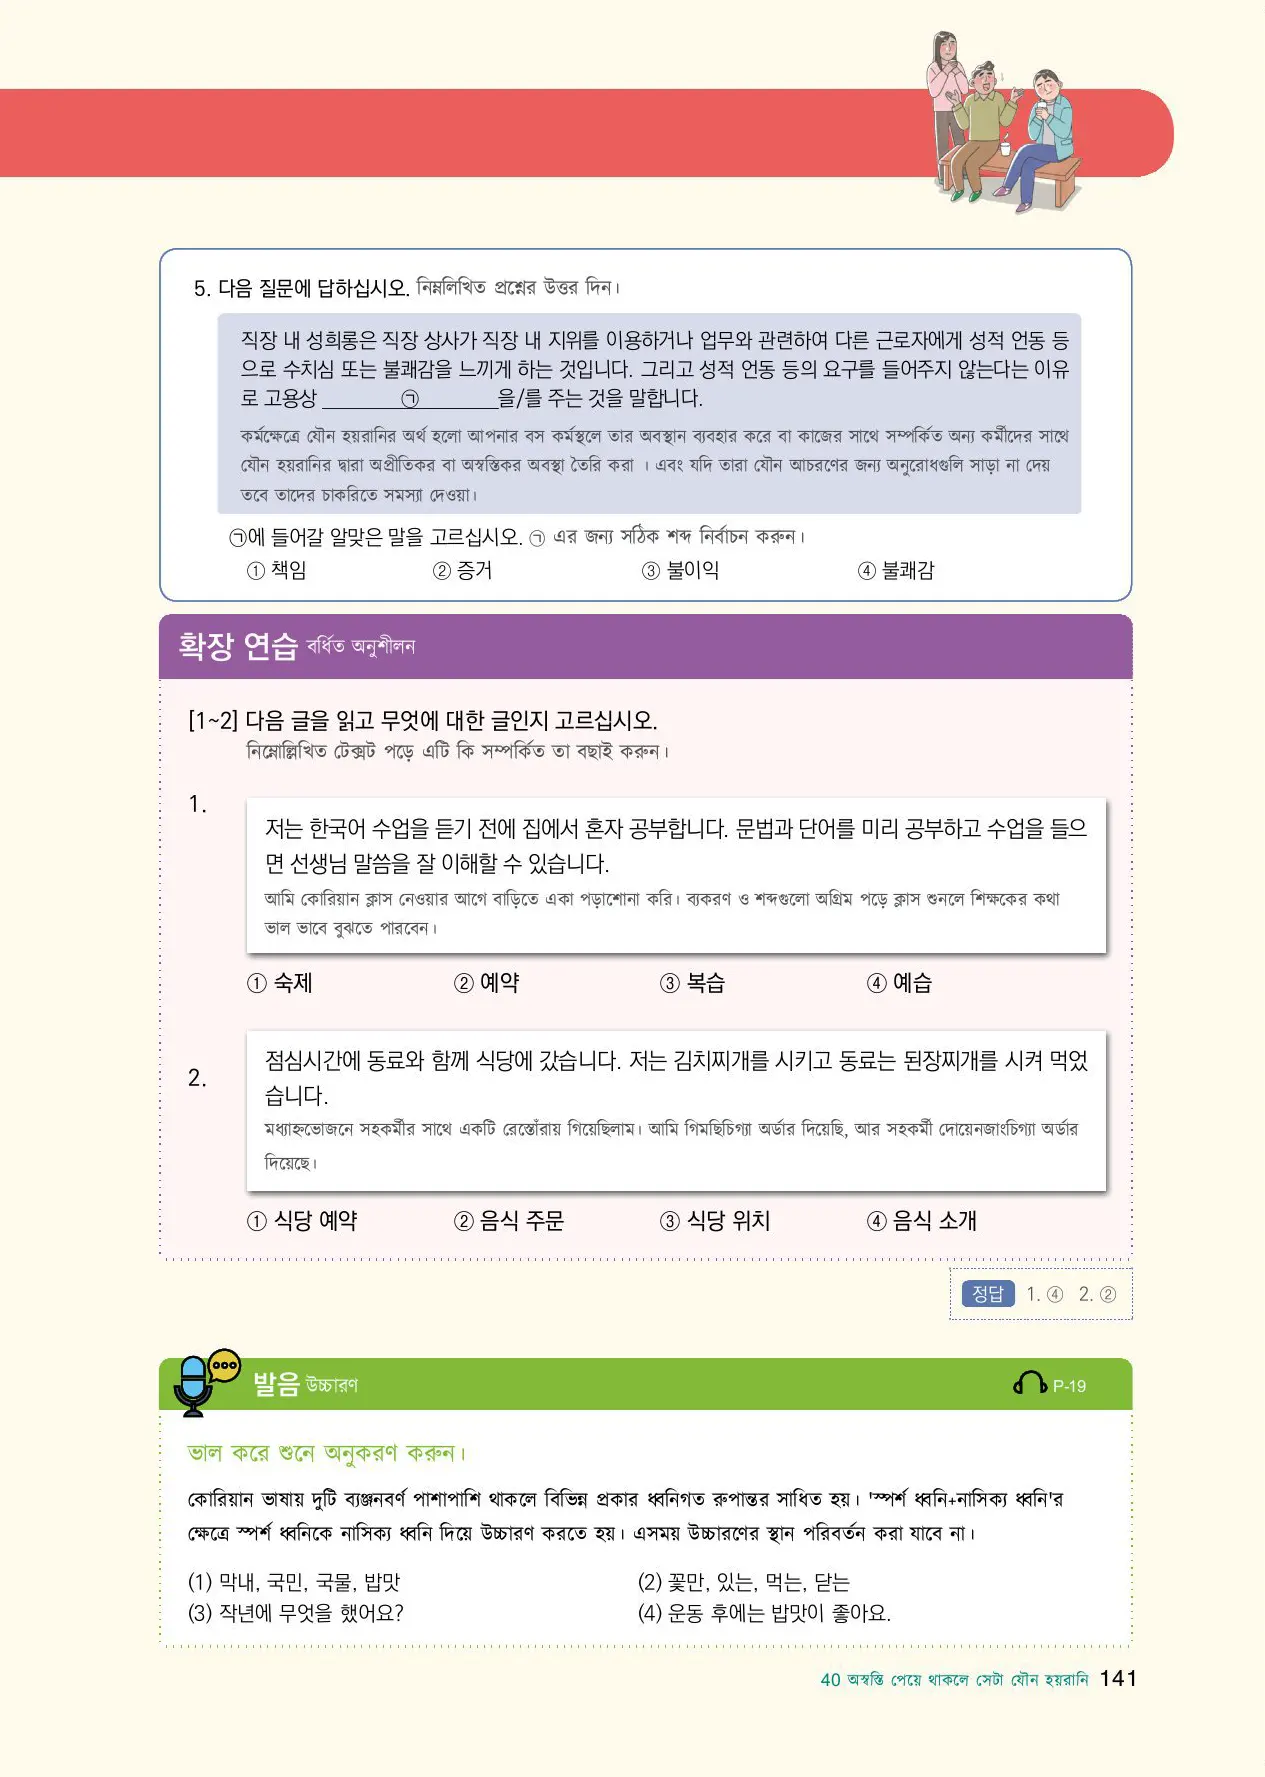 5. 다음 질문에 답하십시오. নিম্নলিখিত প্রশ্নের উত্তর দিন।
직장 내 성희롱은 직장 상사가 직장 내 지위를 이용하거나 업무와 관련하여 다른 근로자에게 성적 언동 등
으로 수치심 또는 불쾌감을 느끼게 하는 것입니다. 그리고 성적 언동 등의 요구를 들어주지 않는다는 이유
로 고용상 ________㉠________을/를 주는 것을 말합니다.
কর্মক্ষেত্রে যৌন হয়রানির অর্থ হলো আপনার বস কর্মস্থলে তার অবস্থান ব্যবহার করে বা কাজের সাথে সম্পর্কিত অন্য কর্মীদের সাথে
যৌন হয়রানির দ্বারা অপ্রীতিকর বা অস্বস্তিকর অবস্থা তৈরি করা । এবং যদি তারা যৌন আচরণের জন্য অনুরোধগুলি সাড়া না দেয়
তবে তাদের চাকরিতে সমস্যা দেওয়া।
㉠에 들어갈 알맞은 말을 고르십시오. ㉠ এর জন্য সঠিক শব্দ নির্বাচন করুন।
① 책임 ② 증거 ③ 불이익 ④ 불쾌감
확장 연습 বর্ধিত অনুশীলন
[1~2] 다음 글을 읽고 무엇에 대한 글인지 고르십시오.
নিম্নোল্লিখিত টেক্সট পড়ে এটি কি সম্পর্কিত তা বছাই করুন।
1.
저는 한국어 수업을 듣기 전에 집에서 혼자 공부합니다. 문법과 단어를 미리 공부하고 수업을 들으
면 선생님 말씀을 잘 이해할 수 있습니다.
আমি কোরিয়ান ক্লাস নেওয়ার আগে বাড়িতে একা পড়াশোনা করি। ব্যকরণ ও শব্দগুলো অগ্রিম পড়ে ক্লাস শুনলে শিক্ষকের কথা
ভাল ভাবে বুঝতে পারবেন।
① 숙제 ② 예약 ③ 복습 ④ 예습
2.
점심시간에 동료와 함께 식당에 갔습니다. 저는 김치찌개를 시키고 동료는 된장찌개를 시켜 먹었
습니다.
মধ্যাহ্নভোজনে সহকর্মীর সাথে একটি রেস্তোঁরায় গিয়েছিলাম। আমি গিমছিচিগ্যা অর্ডার দিয়েছি, আর সহকর্মী দোয়েনজাংচিগ্যা অর্ডার
দিয়েছে।
① 식당 예약 ② 음식 주문 ③ 식당 위치 ④ 음식 소개
정답 1. ④ 2. ②
발음 উচ্চারণ P-19
ভাল করে শুনে অনুকরণ করুন।
কোরিয়ান ভাষায় দুটি ব্যঞ্জনবর্ণ পাশাপাশি থাকলে বিভিন্ন প্রকার ধ্বনিগত রুপান্তর সাধিত হয়। 'স্পর্শ ধ্বনি+নাসিক্য ধ্বনি'র
ক্ষেত্রে স্পর্শ ধ্বনিকে নাসিক্য ধ্বনি দিয়ে উচ্চারণ করতে হয়। এসময় উচ্চারণের স্থান পরিবর্তন করা যাবে না।
(1) 막내, 국민, 국물, 밥맛 (2) 꽃만, 있는, 먹는, 닫는
(3) 작년에 무엇을 했어요? (4) 운동 후에는 밥맛이 좋아요.
40 অস্বস্তি পেয়ে থাকলে সেটা যৌন হয়রানি 141